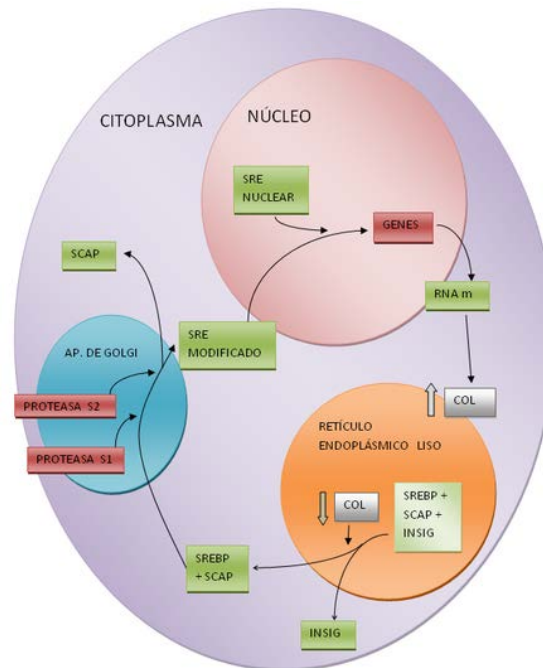 CITOPLASMA
NÚCLEO
SRE
NUCLEAR
GENES
SCAP
RNA m
AP. DE GOLGI
SRE
MODIFICADO
PROTEASA S2
PROTEASA S1
COL
RETÍCULO
ENDOPLÁSMICO LISO
COL
SREBP +
SCAP +
INSIG
SREBP
+ SCAP
INSIG